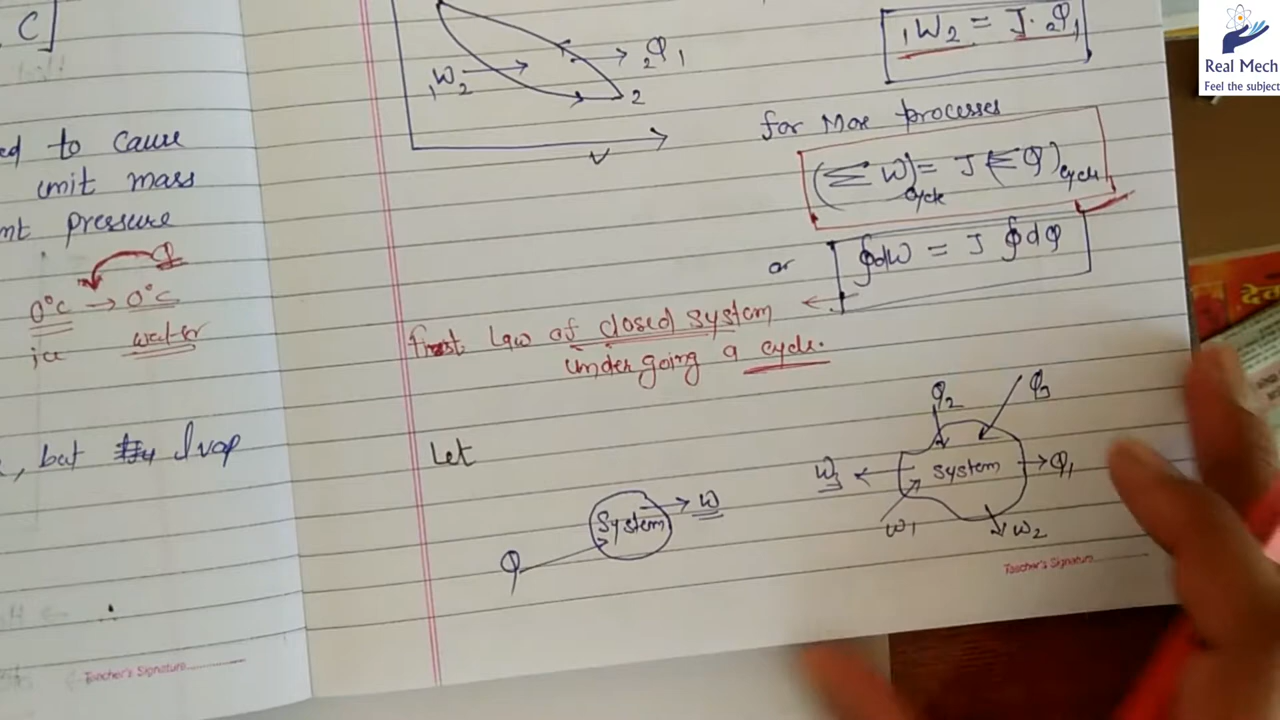 C]
ed to cause
unit mass
nt pressure
Q
0°c → 0°c
ice water
, but
Teacher's Signature
₁W₂
₂Q₁
2
V
₁W₂ = J. ₂Q₁
for More processes
(Σ W)cycle = J (Σ Q)cycle
or ∮dW = J ∮dQ
first Law of closed system
undergoing a cycle.
Let
System
W
Q
Q₂
Q₃
W₃
system
Q₁
W₁
W₂
Teacher's Signature
Real Mech
Feel the subject